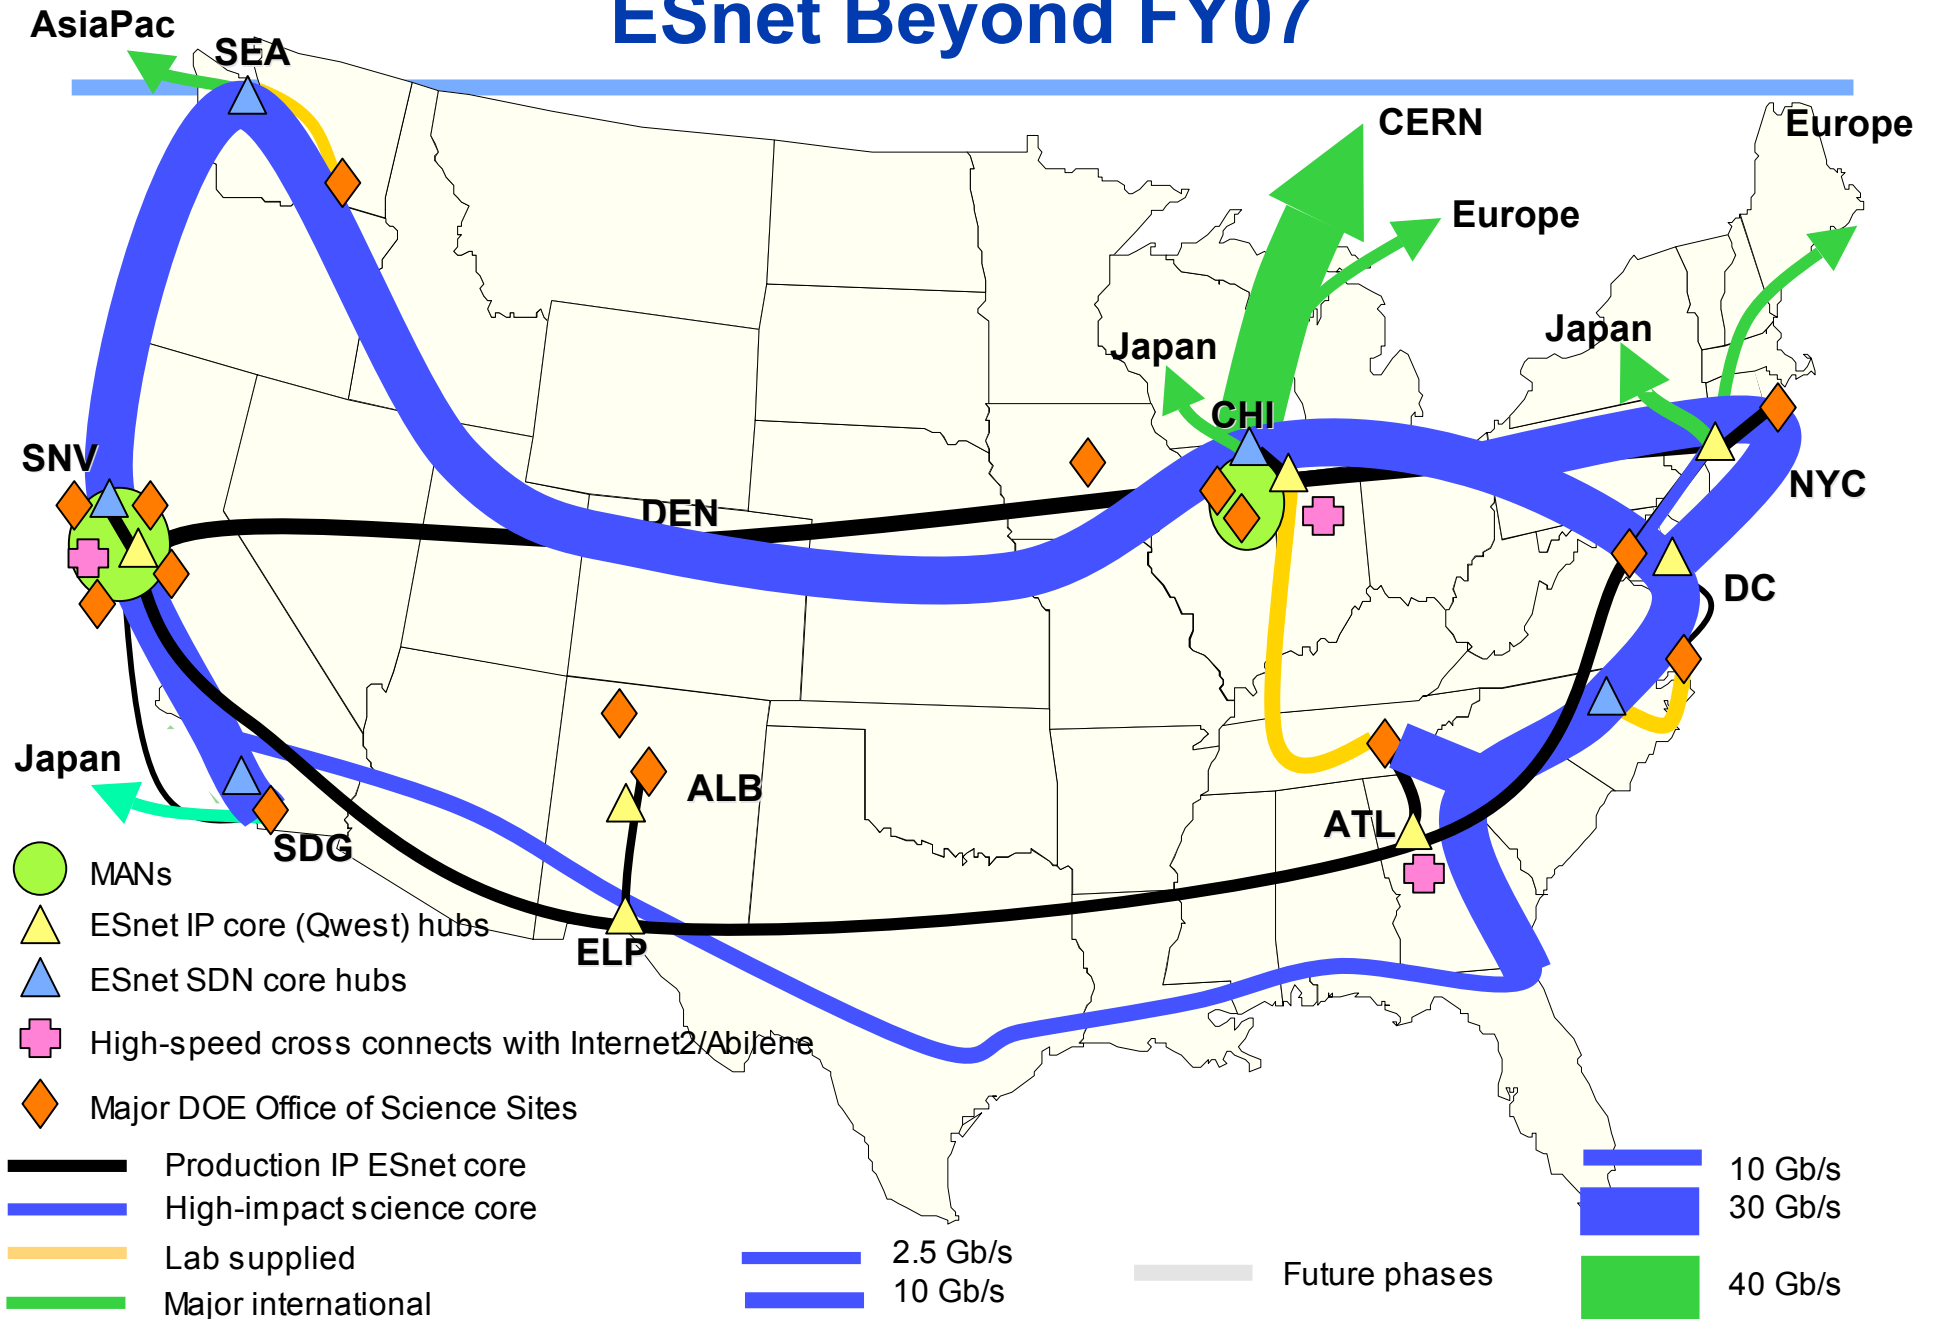 ESnet Beyond FY07
AsiaPac
SEA
CERN
Europe
Europe
Japan
Japan
CHI
SNV
NYC
DEN
DC
Japan
ALB
ATL
SDG
ELP
MANs
ESnet IP core (Qwest) hubs
ESnet SDN core hubs
High-speed cross connects with Internet2/Abilene
Major DOE Office of Science Sites
Production IP ESnet core
High-impact science core
Lab supplied
Major international
2.5 Gb/s
10 Gb/s
Future phases
10 Gb/s
30 Gb/s
40 Gb/s